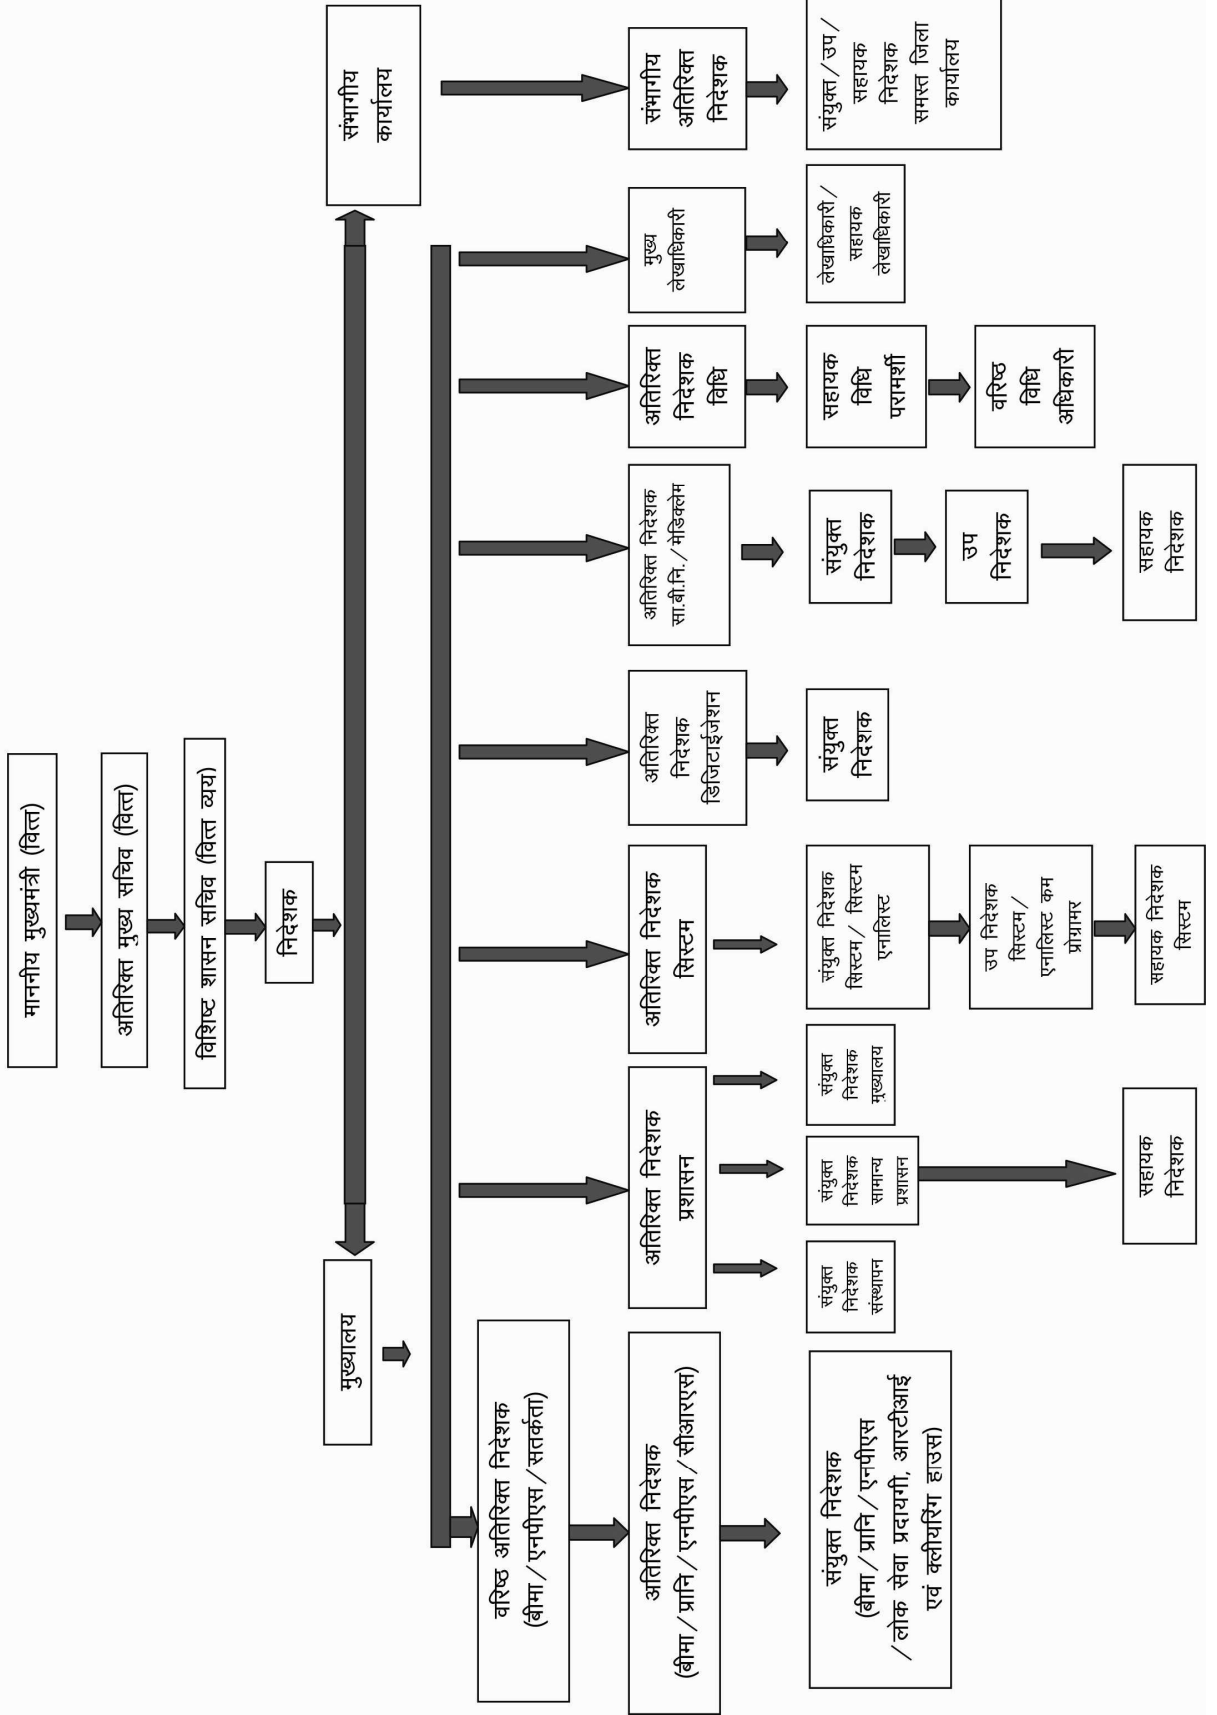 माननीय मुख्यमंत्री (वित्त)
अतिरिक्त मुख्य सचिव (वित्त)
विशिष्ट शासन सचिव (वित्त व्यय)
निदेशक
मुख्यालय
संभागीय
कार्यालय
वरिष्ठ अतिरिक्त निदेशक
(बीमा/एनपीएस/सतर्कता)
अतिरिक्त निदेशक
(बीमा/प्रानि/एनपीएस/सीआरएस)
संयुक्त निदेशक
(बीमा/प्रानि/एनपीएस
/लोक सेवा प्रदायगी, आरटीआई
एवं क्लीयरिंग हाउस)
अतिरिक्त निदेशक
प्रशासन
संयुक्त
निदेशक
संस्थापन
संयुक्त
निदेशक
सामान्य
प्रशासन
संयुक्त
निदेशक
मुख्यालय
सहायक
निदेशक
अतिरिक्त निदेशक
सिस्टम
संयुक्त निदेशक
सिस्टम/ सिस्टम
एनालिस्ट
उप निदेशक
सिस्टम/
एनालिस्ट कम
प्रोग्रामर
सहायक निदेशक
सिस्टम
अतिरिक्त
निदेशक
डिजिटाईजेशन
संयुक्त
निदेशक
अतिरिक्त निदेशक
सा.बी.नि./मेडिक्लेम
संयुक्त
निदेशक
उप
निदेशक
सहायक
निदेशक
अतिरिक्त
निदेशक
विधि
सहायक
विधि
परामर्शी
वरिष्ठ
विधि
अधिकारी
मुख्य
लेखाधिकारी
लेखाधिकारी/
सहायक
लेखाधिकारी
संभागीय
अतिरिक्त
निदेशक
संयुक्त/उप/
सहायक
निदेशक
समस्त जिला
कार्यालय